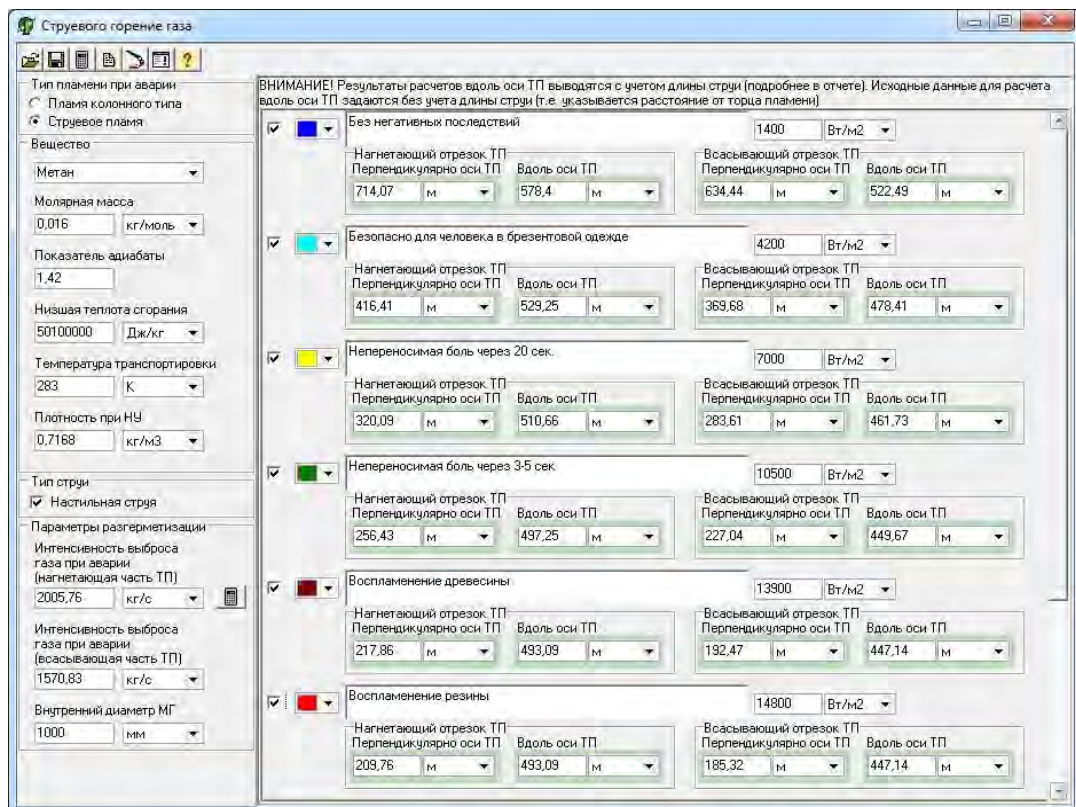 Струевого горение газа
Тип пламени при аварии
Пламя колонного типа
Струевое пламя
Вещество
Метан
Молярная масса
0,016 кг/моль
Показатель адиабаты
1,42
Низшая теплота сгорания
50100000 Дж/кг
Температура транспортировки
283 К
Плотность при НУ
0,7168 кг/м3
Тип струи
Настильная струя
Параметры разгерметизации
Интенсивность выброса
газа при аварии
(нагнетающая часть ТП)
2005,76 кг/с
Интенсивность выброса
газа при аварии
(всасывающая часть ТП)
1570,83 кг/с
Внутренний диаметр МГ
1000 мм
ВНИМАНИЕ! Результаты расчетов вдоль оси ТП выводятся с учетом длины струи (подробнее в отчете). Исходные данные для расчета
вдоль оси ТП задаются без учета длины струи (т.е. указывается расстояние от торца пламени)
Без негативных последствий 1400 Вт/м2
Нагнетающий отрезок ТП Всасывающий отрезок ТП
Перпендикулярно оси ТП Вдоль оси ТП Перпендикулярно оси ТП Вдоль оси ТП
714,07 м 578,4 м 634,44 м 522,49 м
Безопасно для человека в брезентовой одежде 4200 Вт/м2
Нагнетающий отрезок ТП Всасывающий отрезок ТП
Перпендикулярно оси ТП Вдоль оси ТП Перпендикулярно оси ТП Вдоль оси ТП
416,41 м 529,25 м 369,68 м 478,41 м
Непереносимая боль через 20 сек. 7000 Вт/м2
Нагнетающий отрезок ТП Всасывающий отрезок ТП
Перпендикулярно оси ТП Вдоль оси ТП Перпендикулярно оси ТП Вдоль оси ТП
320,09 м 510,66 м 283,61 м 461,73 м
Непереносимая боль через 3-5 сек 10500 Вт/м2
Нагнетающий отрезок ТП Всасывающий отрезок ТП
Перпендикулярно оси ТП Вдоль оси ТП Перпендикулярно оси ТП Вдоль оси ТП
256,43 м 497,25 м 227,04 м 449,67 м
Воспламенение древесины 13900 Вт/м2
Нагнетающий отрезок ТП Всасывающий отрезок ТП
Перпендикулярно оси ТП Вдоль оси ТП Перпендикулярно оси ТП Вдоль оси ТП
217,86 м 493,09 м 192,47 м 447,14 м
Воспламенение резины 14800 Вт/м2
Нагнетающий отрезок ТП Всасывающий отрезок ТП
Перпендикулярно оси ТП Вдоль оси ТП Перпендикулярно оси ТП Вдоль оси ТП
209,76 м 493,09 м 185,32 м 447,14 м